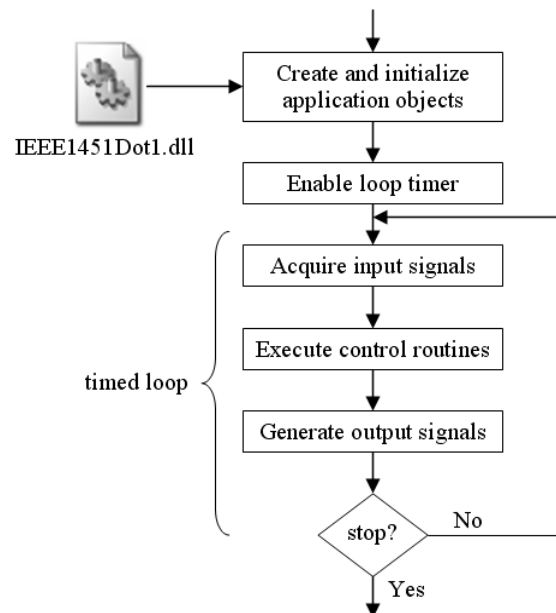 Create and initialize
application objects
IEEE1451Dot1.dll
Enable loop timer
Acquire input signals
Execute control routines
timed loop
Generate output signals
stop?
No
Yes